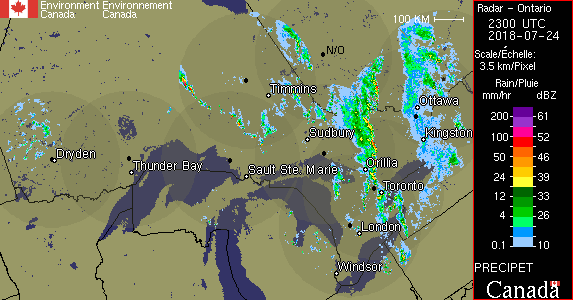 Environment Environnement
Canada Canada
100 KM
N/O
Timmins
Ottawa
Sudbury
Kingston
Dryden
Thunder Bay
Sault Ste. Marie
Orillia
Toronto
London
Windsor
Radar - Ontario
2300 UTC
2018-07-24
Scale/Échelle:
3.5 km/Pixel
Rain/Pluie
mm/hr dBZ
200 61
100 52
50 46
24 39
12 33
4 26
0.1 10
PRECIPET
Canada